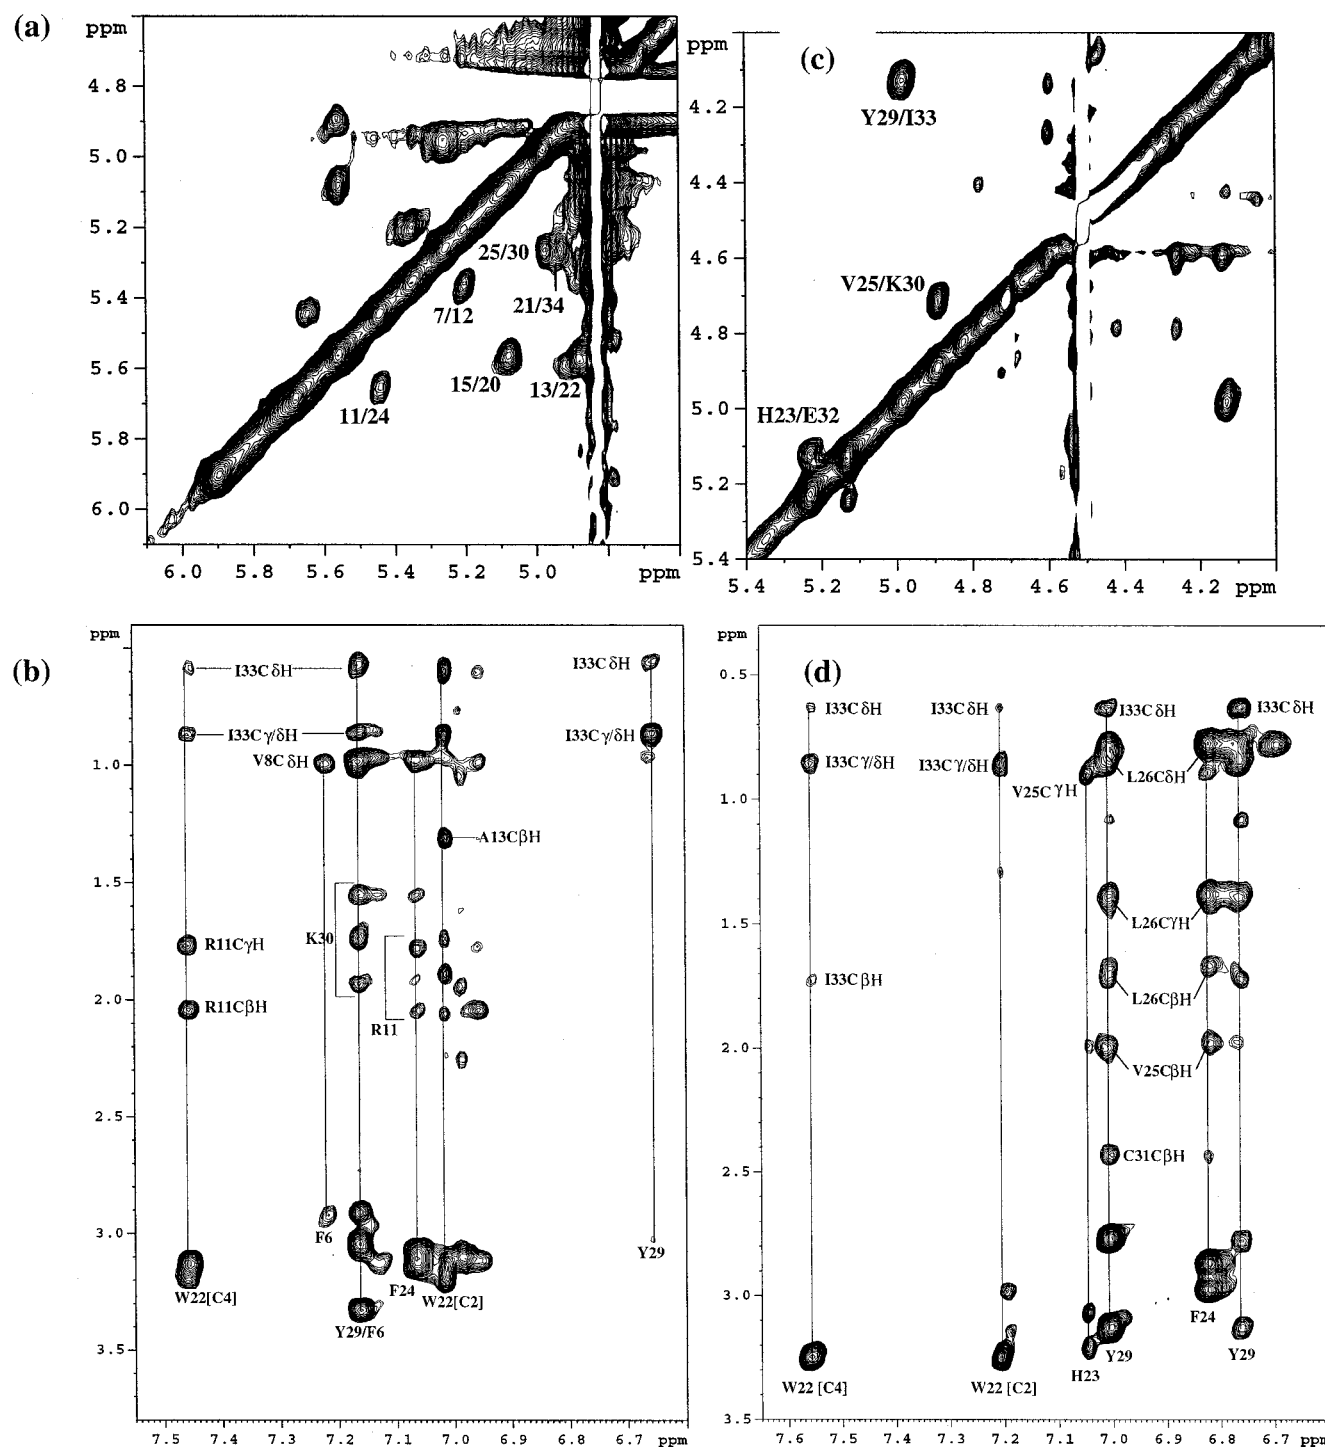 (a)
ppm
4.8
5.0
5.2
5.4
5.6
5.8
6.0
25/30
7/12
21/34
15/20
13/22
11/24
6.0 5.8 5.6 5.4 5.2 5.0 ppm
(c)
ppm
4.2
4.4
4.6
4.8
5.0
5.2
5.4
Y29/I33
V25/K30
H23/E32
5.4 5.2 5.0 4.8 4.6 4.4 4.2 ppm
(b)
ppm
1.0
1.5
2.0
2.5
3.0
3.5
I33CδH
I33CδH
I33Cγ/δH
I33Cγ/δH
V8CδH
A13CβH
K30
R11CγH
R11CβH
R11
F6
Y29
F24
W22[C4]
W22[C2]
Y29/F6
7.5 7.4 7.3 7.2 7.1 7.0 6.9 6.8 6.7 ppm
(d)
ppm
0.5
1.0
1.5
2.0
2.5
3.0
3.5
I33CδH
I33CδH
I33CδH
I33CδH
I33Cγ/δH
I33Cγ/δH
L26CδH
V25CγH
L26CγH
L26CβH
I33CβH
V25CβH
C31CβH
F24
Y29
Y29
H23
W22 [C4]
W22 [C2]
7.6 7.5 7.4 7.3 7.2 7.1 7.0 6.9 6.8 6.7 ppm